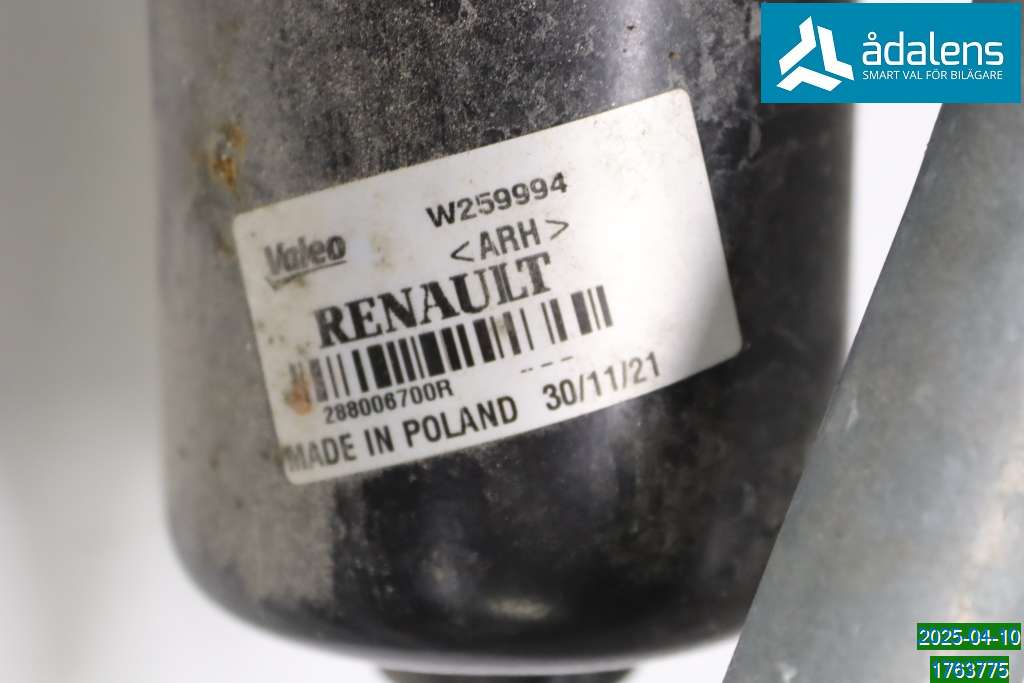 ådalens
SMART VAL FÖR BILÄGARE
W259994
Valeo
<ARH>
RENAULT
288006700R
---
MADE IN POLAND 30/11/21
2025-04-10
1763775